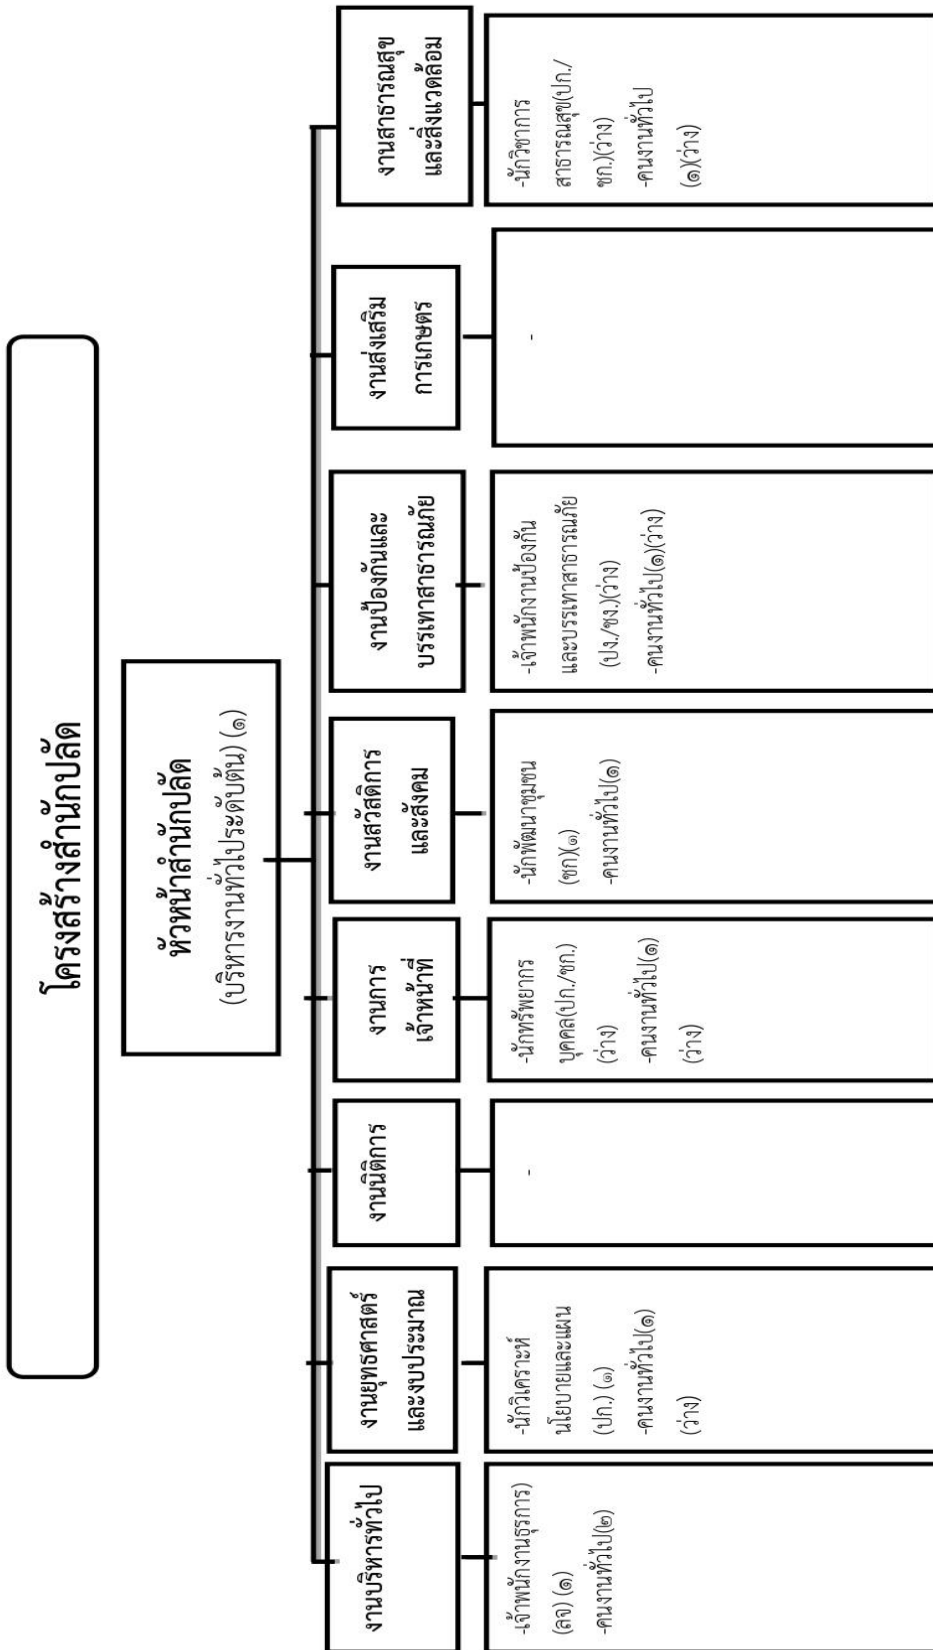 โครงสร้างสำนักปลัด
หัวหน้าสำนักปลัด
(บริหารงานทั่วไประดับต้น) (๑)
งานบริหารทั่วไป
-เจ้าพนักงานธุรการ)
(ลจ) (๑)
-คนงานทั่วไป(๒)
งานยุทธศาสตร์
และงบประมาณ
-นักวิเคราะห์
นโยบายและแผน
(ปก.) (๑)
-คนงานทั่วไป(๑)
(ว่าง)
งานนิติการ
-
งานการ
เจ้าหน้าที่
-นักทรัพยากร
บุคคล(ปก./ชก.)
(ว่าง)
-คนงานทั่วไป(๑)
(ว่าง)
งานสวัสดิการ
และสังคม
-นักพัฒนาชุมชน
(ชก)(๑)
-คนงานทั่วไป(๑)
งานป้องกันและ
บรรเทาสาธารณภัย
-เจ้าพนักงานป้องกัน
และบรรเทาสาธารณภัย
(ปง./ชง.)(ว่าง)
-คนงานทั่วไป(๑)(ว่าง)
งานส่งเสริม
การเกษตร
-
งานสาธารณสุข
และสิ่งแวดล้อม
-นักวิชาการ
สาธารณสุข(ปก./
ชก.)(ว่าง)
-คนงานทั่วไป
(๑)(ว่าง)